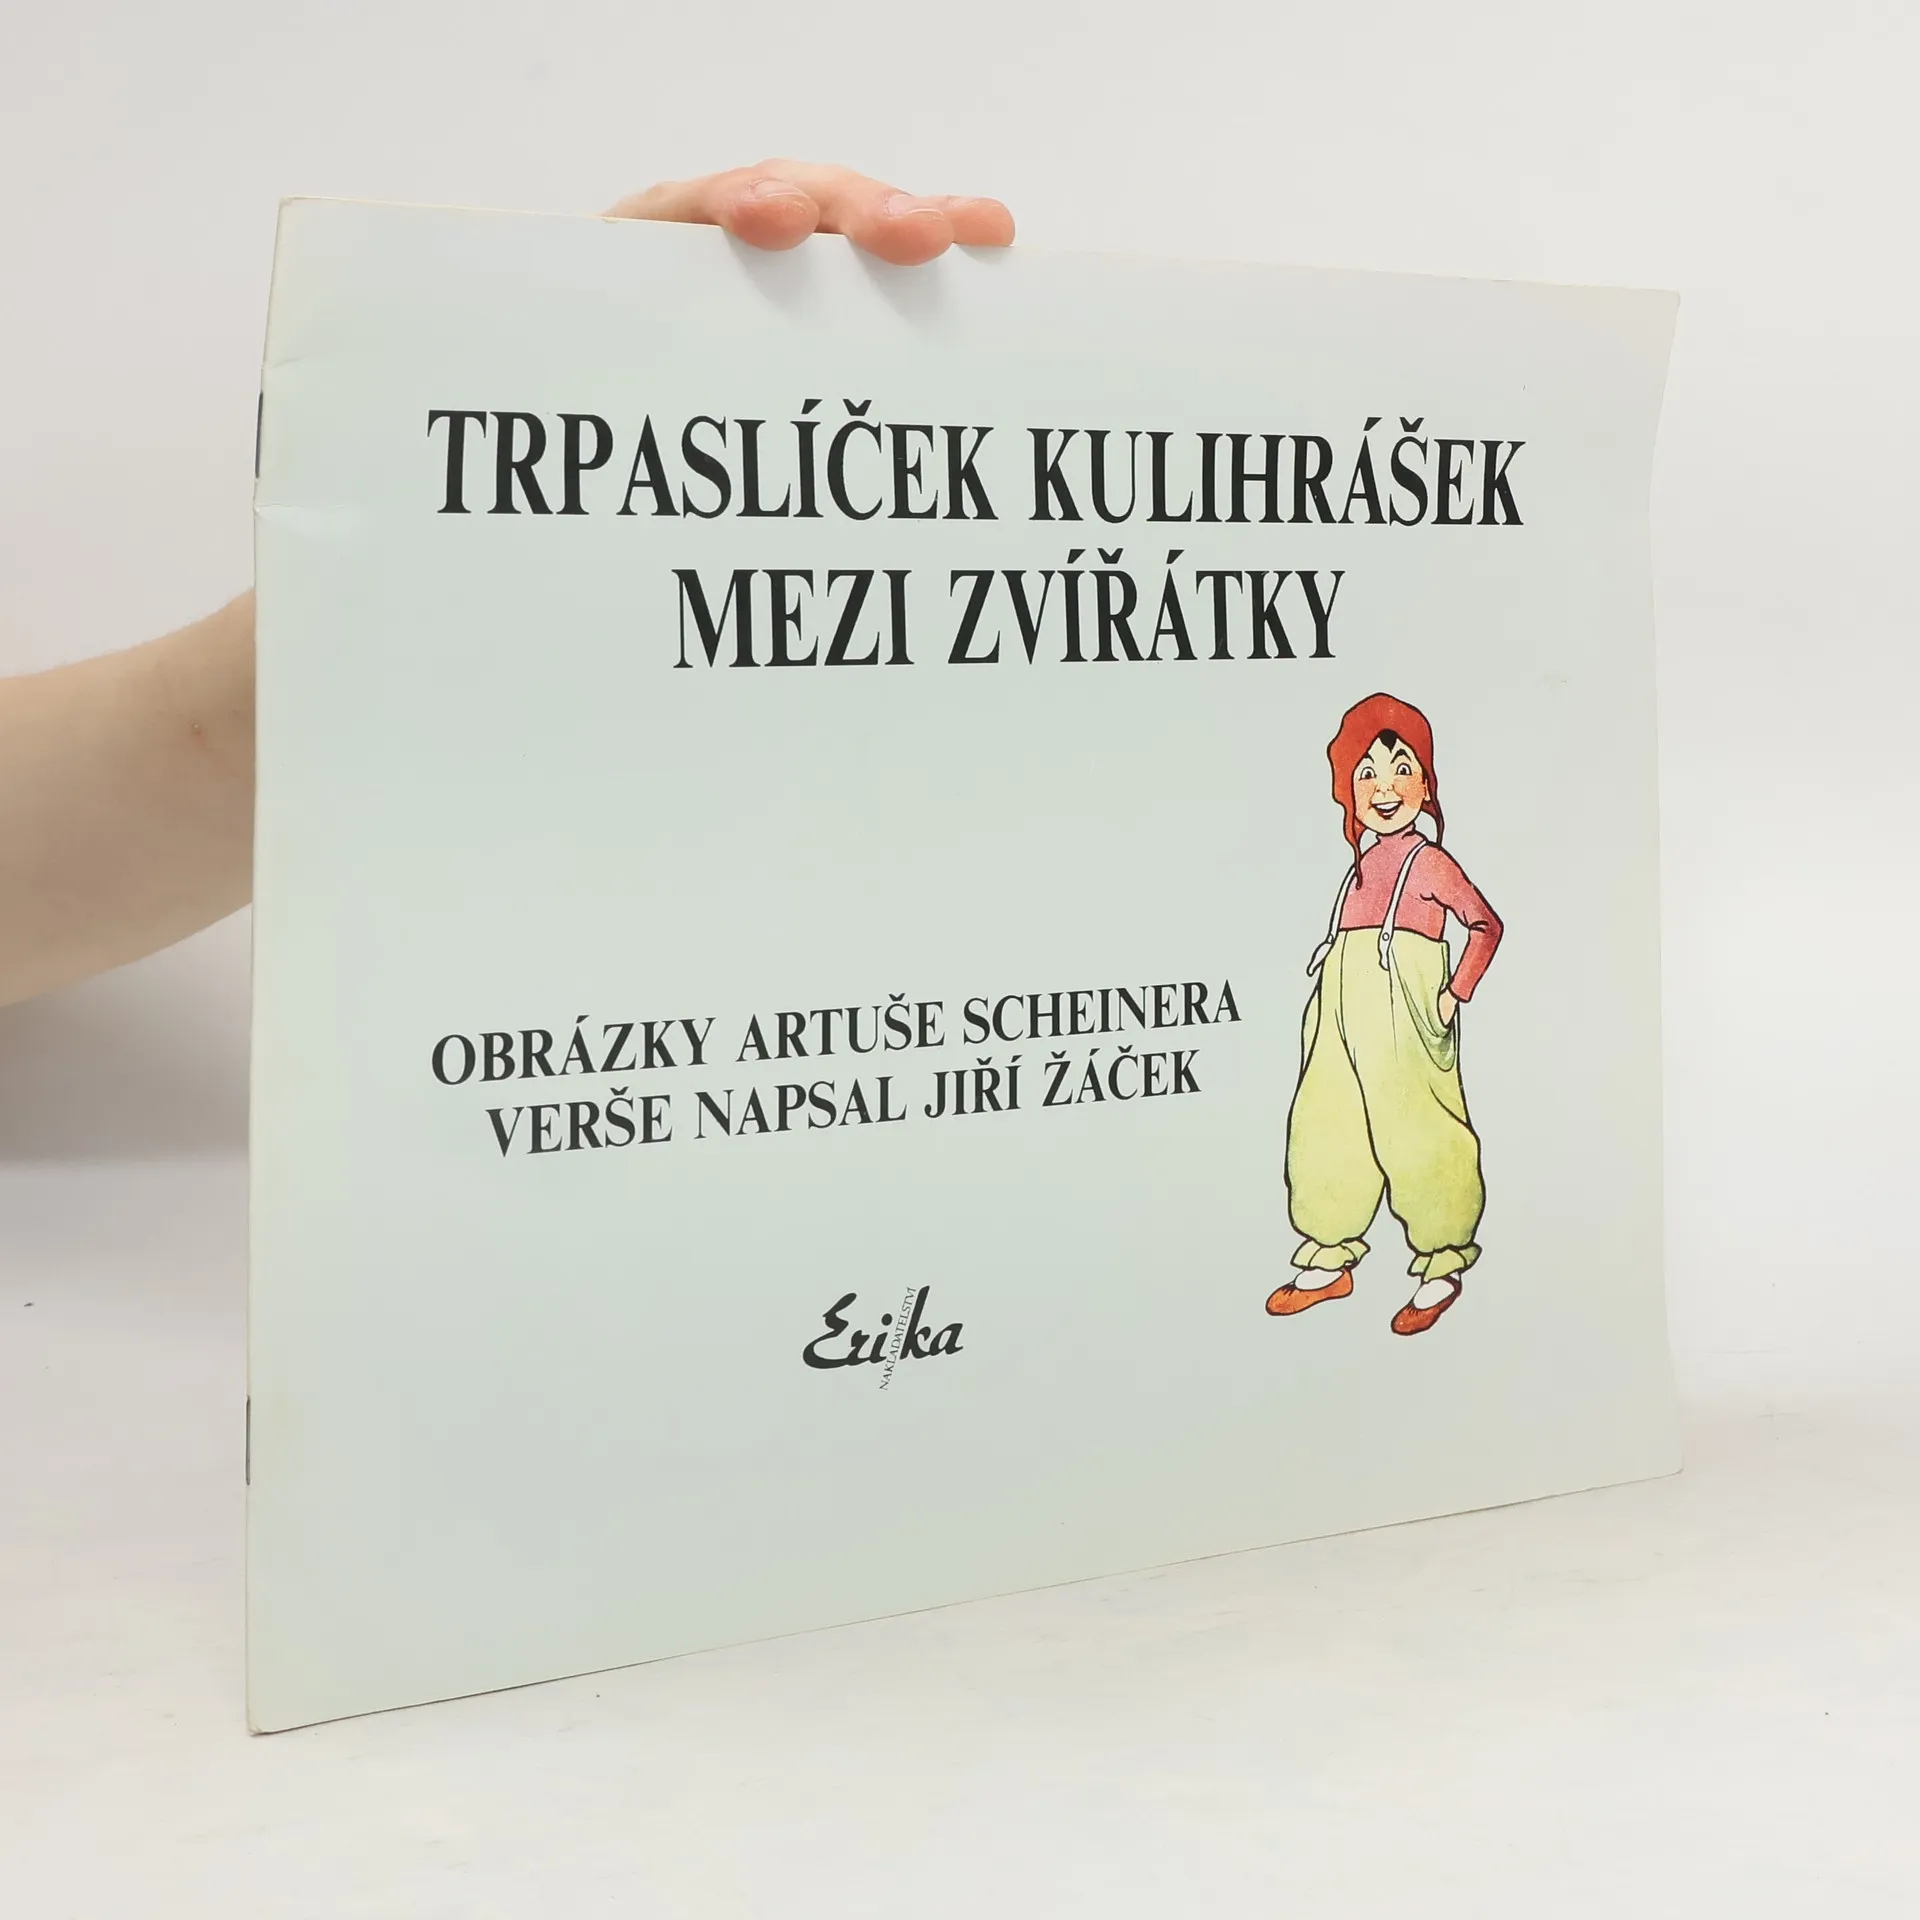 TRPASLÍČEK KULIHRÁŠEK
MEZI ZVÍŘÁTKY
OBRÁZKY ARTUŠE SCHEINERA
VERŠE NAPSAL JIŘÍ ŽÁČEK
Erika
NAKLADATELSTVÍ